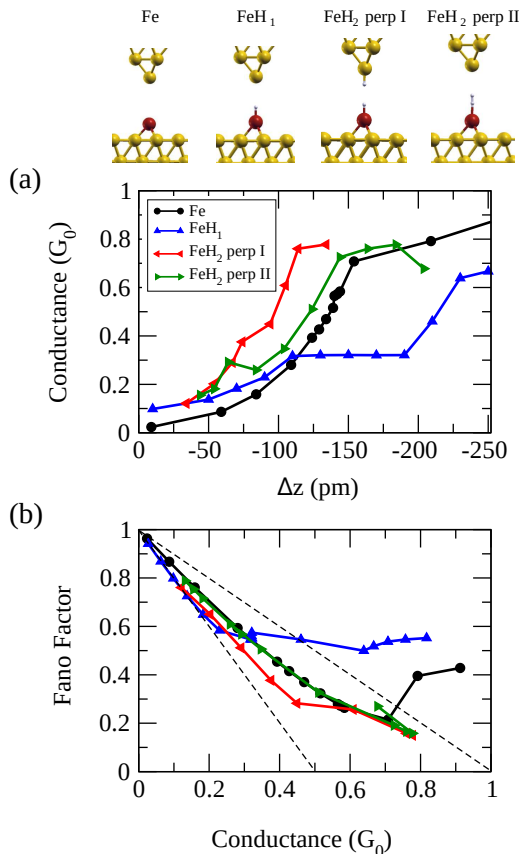 Fe FeH₁ FeH₂ perp I FeH₂ perp II
(a)
1
0.8
0.6
0.4
0.2
0
Conductance (G₀)
Fe
FeH₁
FeH₂ perp I
FeH₂ perp II
0 -50 -100 -150 -200 -250
Δz (pm)
(b)
1
0.8
0.6
0.4
0.2
0
Fano Factor
0 0.2 0.4 0.6 0.8 1
Conductance (G₀)